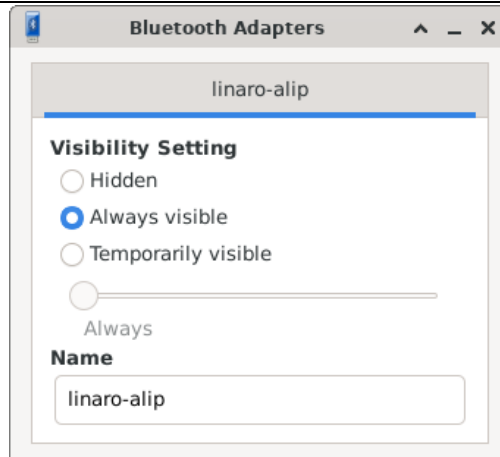 Bluetooth Adapters
linaro-alip
Visibility Setting
Hidden
Always visible
Temporarily visible
Always
Name
linaro-alip